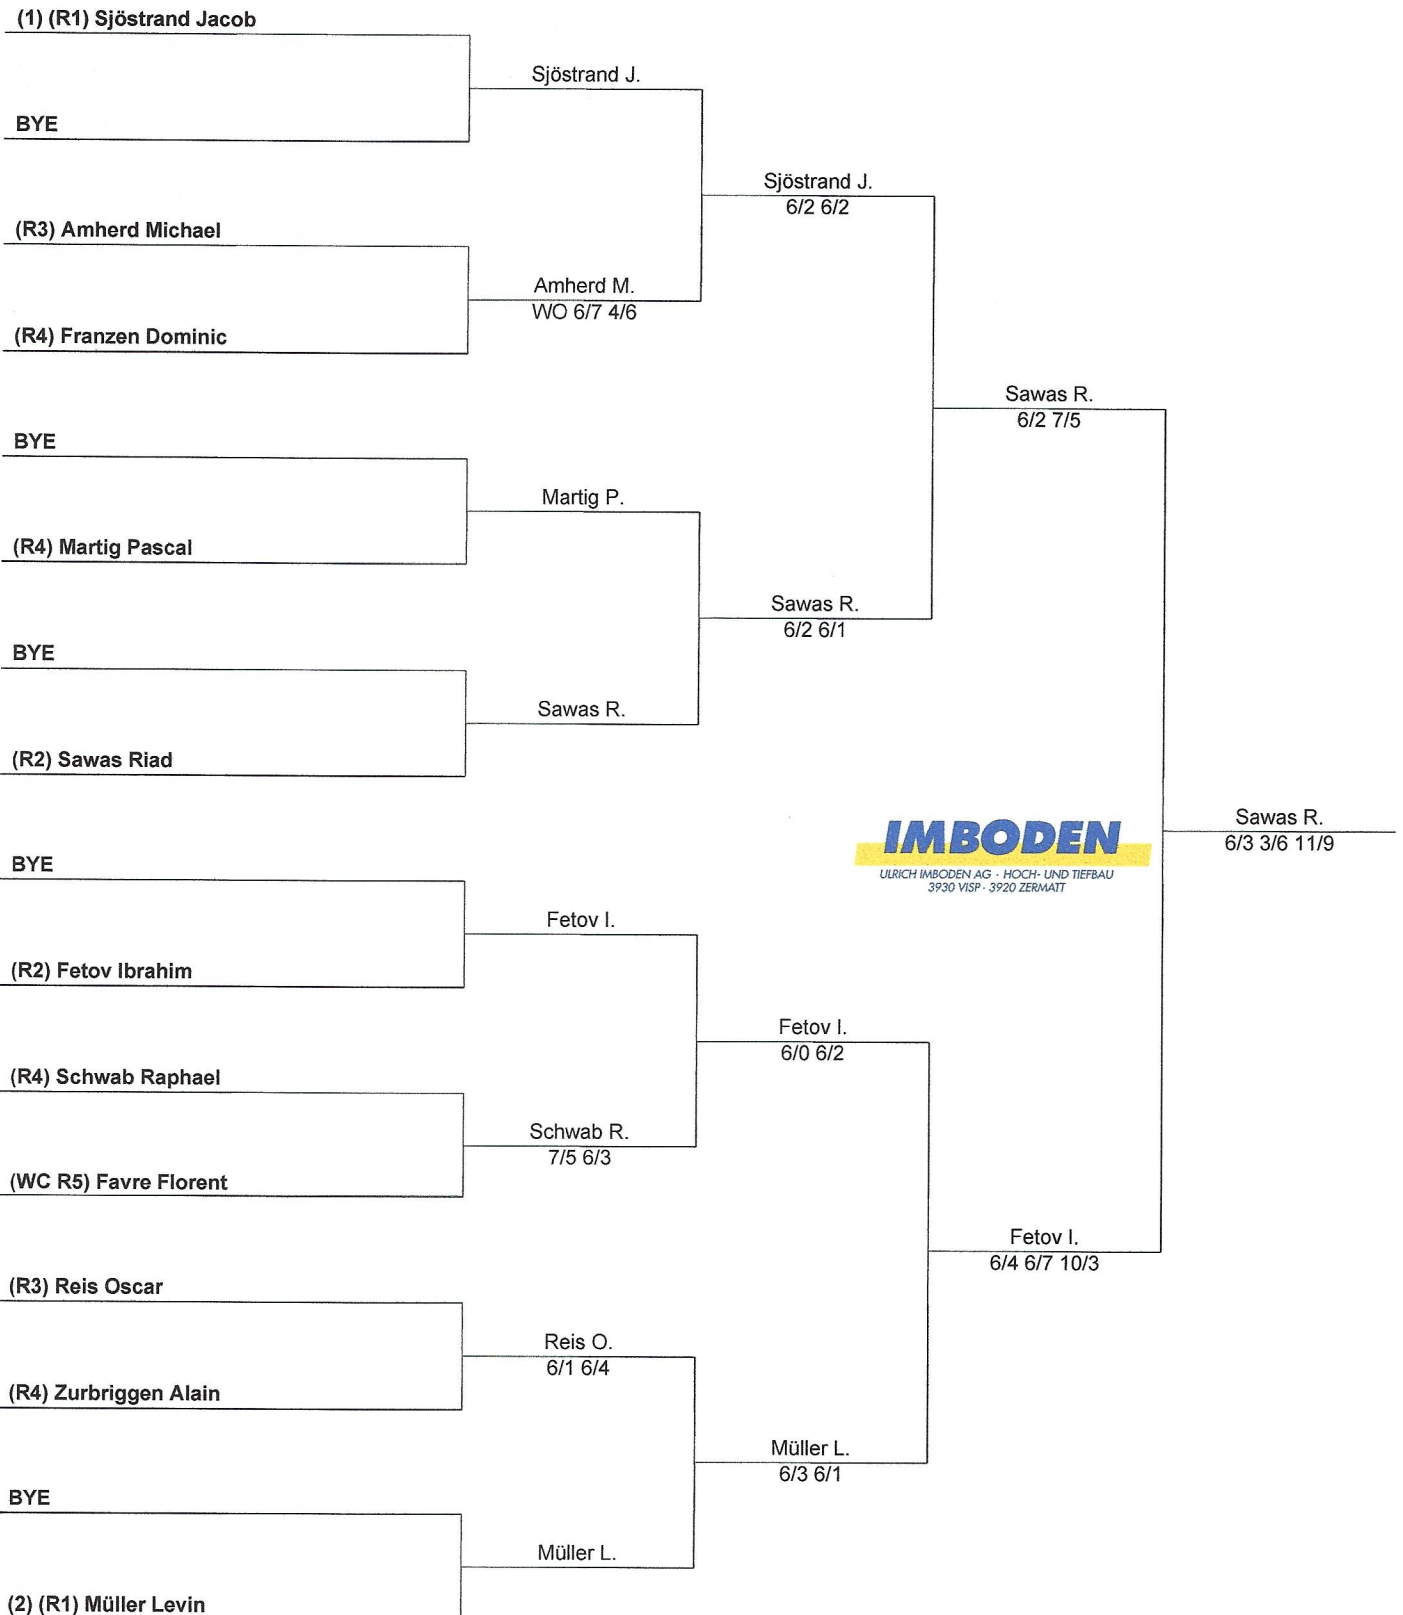 (1) (R1) Sjöstrand Jacob
Sjöstrand J.
BYE
Sjöstrand J.
6/2 6/2
(R3) Amherd Michael
Amherd M.
WO 6/7 4/6
(R4) Franzen Dominic
Sawas R.
6/2 7/5
BYE
Martig P.
(R4) Martig Pascal
Sawas R.
6/2 6/1
BYE
Sawas R.
(R2) Sawas Riad
Sawas R.
6/3 3/6 11/9
IMBODEN
ULRICH IMBODEN AG · HOCH- UND TIEFBAU
3930 VISP · 3920 ZERMATT
BYE
Fetov I.
(R2) Fetov Ibrahim
Fetov I.
6/0 6/2
(R4) Schwab Raphael
Schwab R.
7/5 6/3
(WC R5) Favre Florent
Fetov I.
6/4 6/7 10/3
(R3) Reis Oscar
Reis O.
6/1 6/4
(R4) Zurbriggen Alain
Müller L.
6/3 6/1
BYE
Müller L.
(2) (R1) Müller Levin